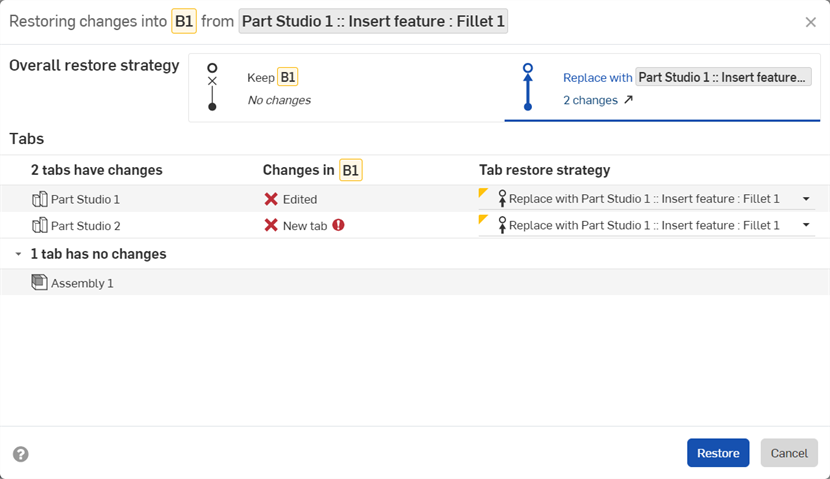 Restoring changes into B1 from Part Studio 1 :: Insert feature : Fillet 1
Overall restore strategy
Keep B1
No changes
Replace with Part Studio 1 :: Insert feature...
2 changes
Tabs
2 tabs have changes Changes in B1 Tab restore strategy
Part Studio 1 Edited Replace with Part Studio 1 :: Insert feature : Fillet 1
Part Studio 2 New tab Replace with Part Studio 1 :: Insert feature : Fillet 1
1 tab has no changes
Assembly 1
Restore Cancel